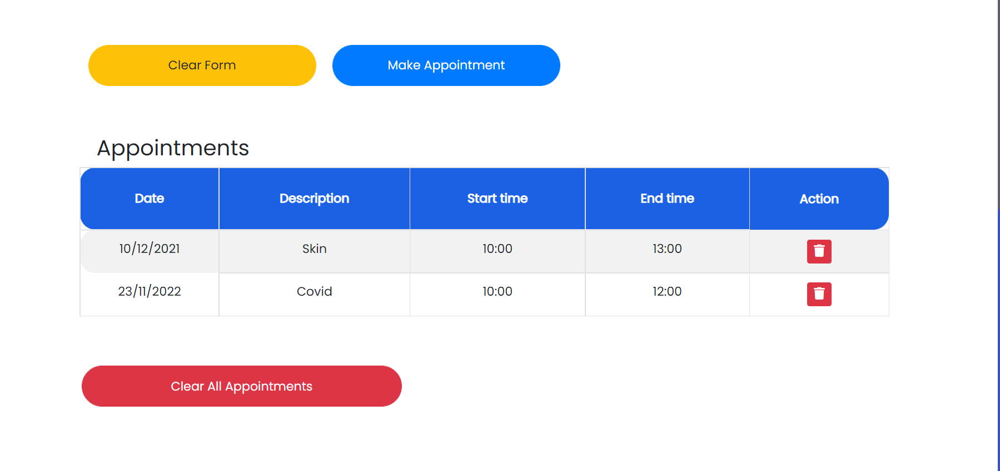 Clear Form
Make Appointment
Appointments
Date Description Start time End time Action
10/12/2021 Skin 10:00 13:00
23/11/2022 Covid 10:00 12:00
Clear All Appointments